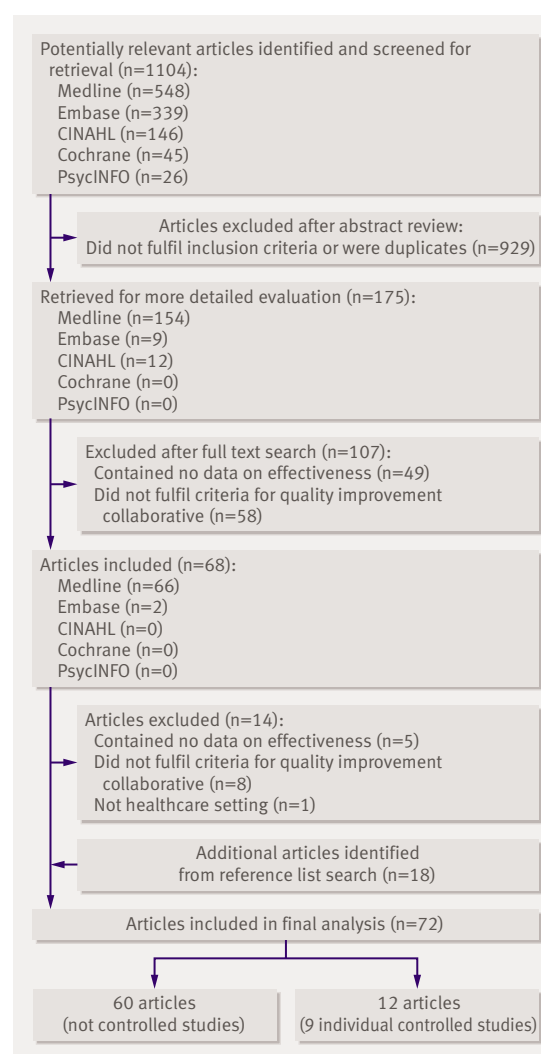 Potentially relevant articles identified and screened for
retrieval (n=1104):
Medline (n=548)
Embase (n=339)
CINAHL (n=146)
Cochrane (n=45)
PsycINFO (n=26)
Articles excluded after abstract review:
Did not fulfil inclusion criteria or were duplicates (n=929)
Retrieved for more detailed evaluation (n=175):
Medline (n=154)
Embase (n=9)
CINAHL (n=12)
Cochrane (n=0)
PsycINFO (n=0)
Excluded after full text search (n=107):
Contained no data on effectiveness (n=49)
Did not fulfil criteria for quality improvement
collaborative (n=58)
Articles included (n=68):
Medline (n=66)
Embase (n=2)
CINAHL (n=0)
Cochrane (n=0)
PsycINFO (n=0)
Articles excluded (n=14):
Contained no data on effectiveness (n=5)
Did not fulfil criteria for quality improvement
collaborative (n=8)
Not healthcare setting (n=1)
Additional articles identified
from reference list search (n=18)
Articles included in final analysis (n=72)
60 articles
(not controlled studies)
12 articles
(9 individual controlled studies)